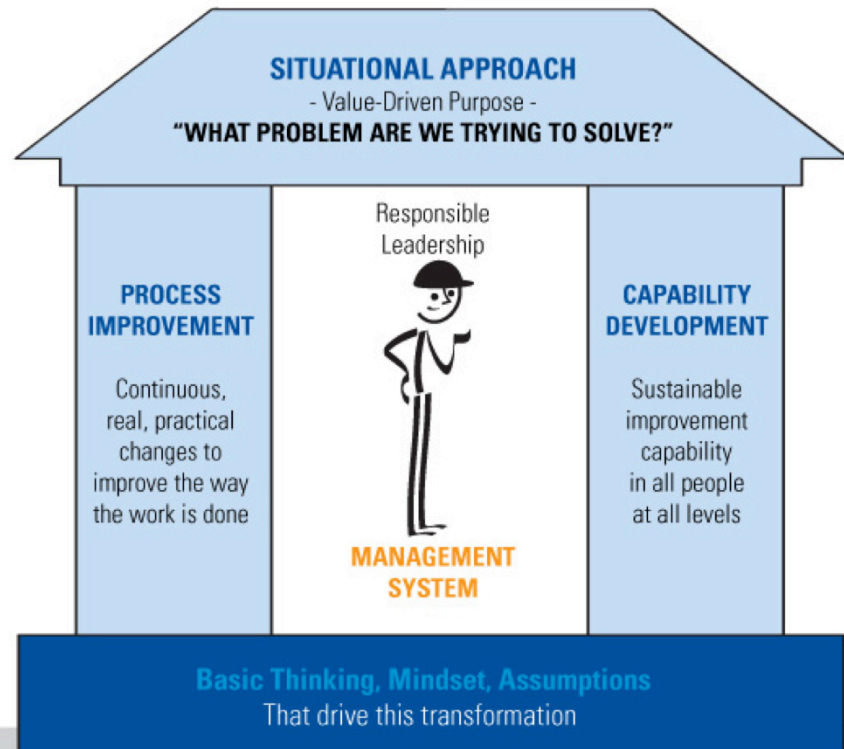 SITUATIONAL APPROACH
- Value-Driven Purpose -
“WHAT PROBLEM ARE WE TRYING TO SOLVE?”
PROCESS
IMPROVEMENT
Continuous,
real, practical
changes to
improve the way
the work is done
Responsible
Leadership
MANAGEMENT
SYSTEM
CAPABILITY
DEVELOPMENT
Sustainable
improvement
capability
in all people
at all levels
Basic Thinking, Mindset, Assumptions
That drive this transformation